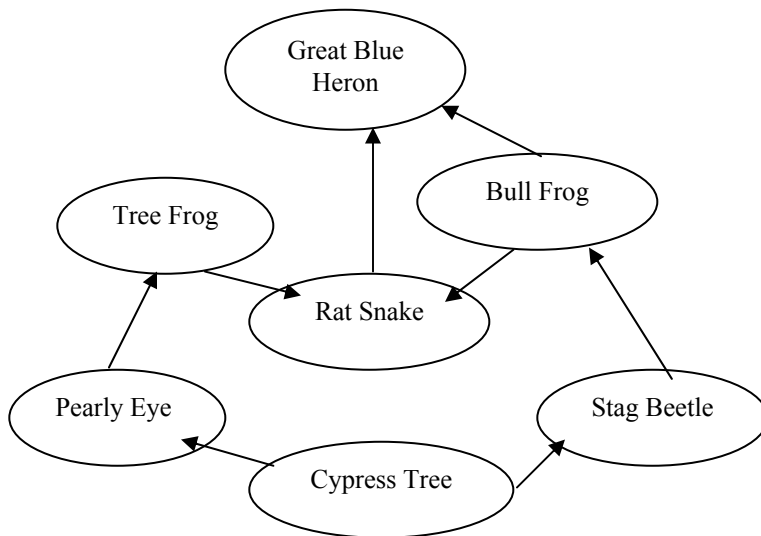 Great Blue
Heron
Bull Frog
Tree Frog
Rat Snake
Pearly Eye
Stag Beetle
Cypress Tree